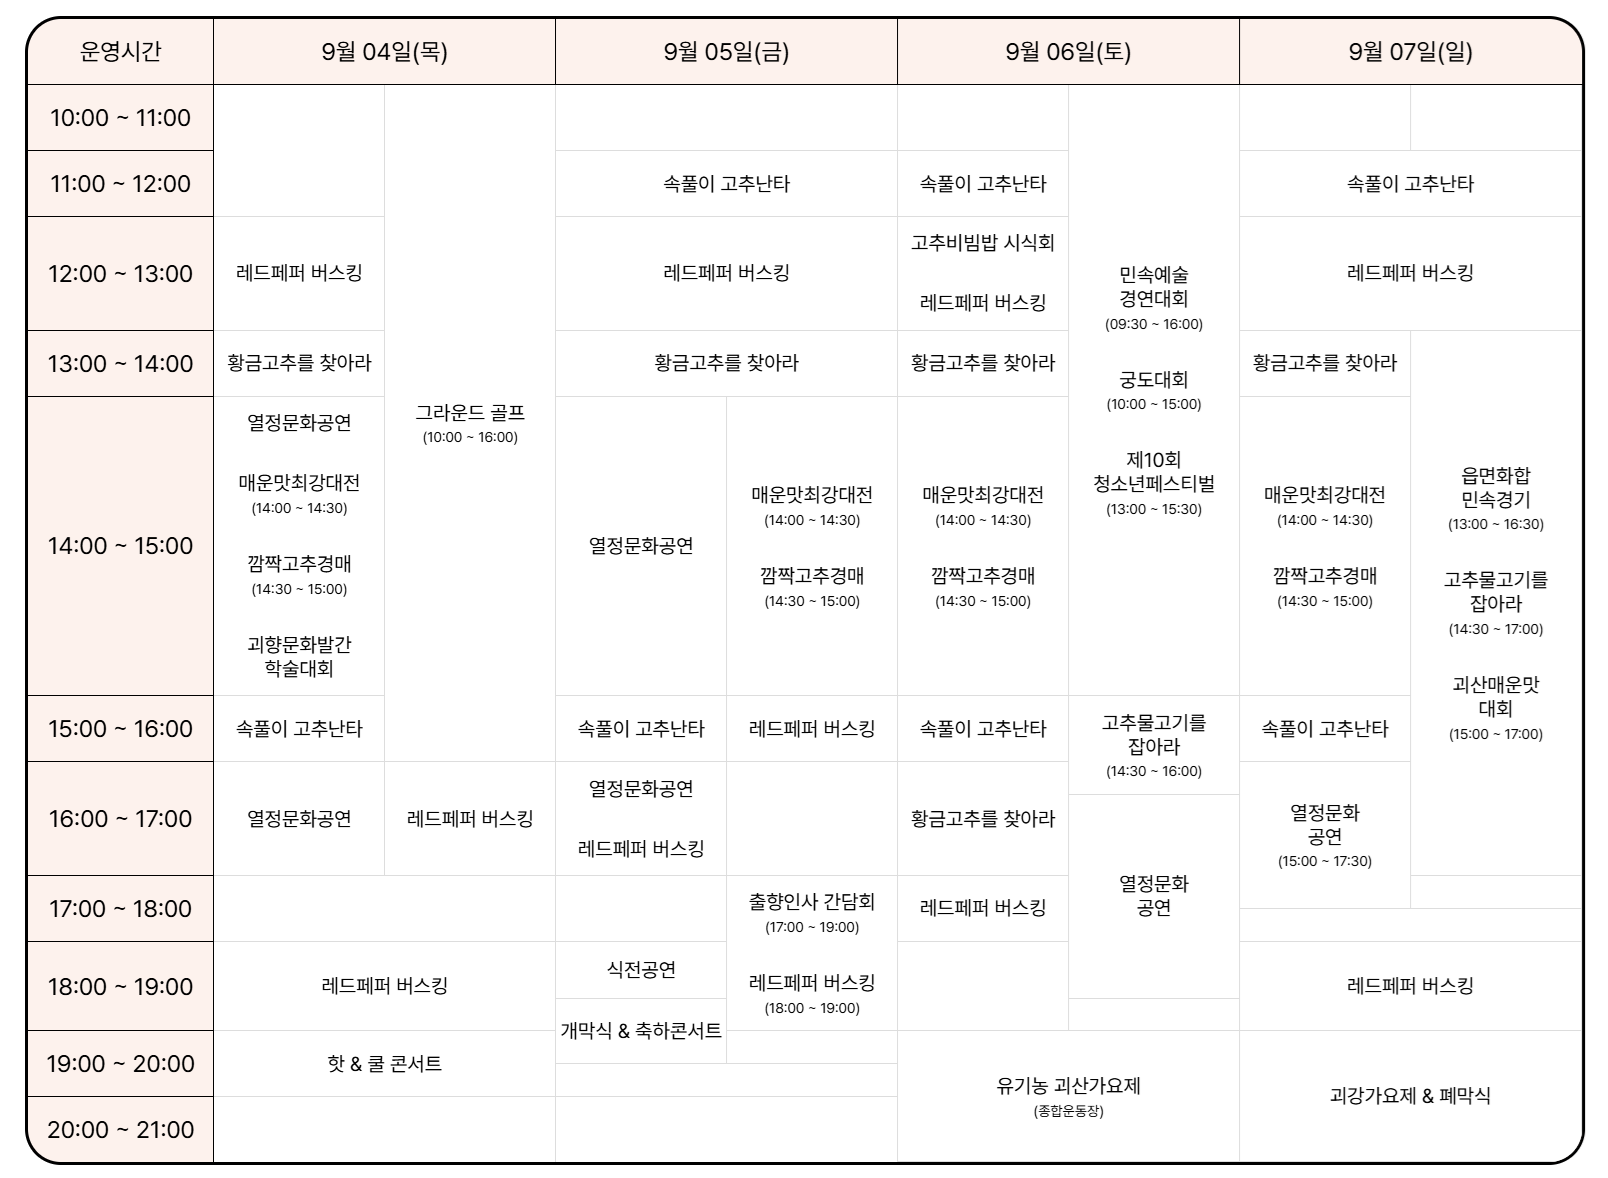 운영시간
9월 04일(목)
9월 05일(금)
9월 06일(토)
9월 07일(일)
10:00 ~ 11:00
11:00 ~ 12:00
속풀이 고추난타
속풀이 고추난타
속풀이 고추난타
12:00 ~ 13:00
레드페퍼 버스킹
레드페퍼 버스킹
고추비빔밥 시식회
레드페퍼 버스킹
민속예술
경연대회
(09:30 ~ 16:00)
궁도대회
(10:00 ~ 15:00)
제10회
청소년페스티벌
(13:00 ~ 15:30)
레드페퍼 버스킹
13:00 ~ 14:00
황금고추를 찾아라
그라운드 골프
(10:00 ~ 16:00)
황금고추를 찾아라
황금고추를 찾아라
황금고추를 찾아라
14:00 ~ 15:00
열정문화공연
매운맛최강대전
(14:00 ~ 14:30)
깜짝고추경매
(14:30 ~ 15:00)
괴향문화발간
학술대회
열정문화공연
매운맛최강대전
(14:00 ~ 14:30)
깜짝고추경매
(14:30 ~ 15:00)
매운맛최강대전
(14:00 ~ 14:30)
깜짝고추경매
(14:30 ~ 15:00)
매운맛최강대전
(14:00 ~ 14:30)
깜짝고추경매
(14:30 ~ 15:00)
읍면화합
민속경기
(13:00 ~ 16:30)
고추물고기를
잡아라
(14:30 ~ 17:00)
괴산매운맛
대회
(15:00 ~ 17:00)
15:00 ~ 16:00
속풀이 고추난타
속풀이 고추난타
레드페퍼 버스킹
속풀이 고추난타
고추물고기를
잡아라
(14:30 ~ 16:00)
속풀이 고추난타
16:00 ~ 17:00
열정문화공연
레드페퍼 버스킹
열정문화공연
레드페퍼 버스킹
황금고추를 찾아라
열정문화
공연
열정문화
공연
(15:00 ~ 17:30)
17:00 ~ 18:00
출향인사 간담회
(17:00 ~ 19:00)
레드페퍼 버스킹
(18:00 ~ 19:00)
레드페퍼 버스킹
18:00 ~ 19:00
레드페퍼 버스킹
식전공연
개막식 & 축하콘서트
레드페퍼 버스킹
19:00 ~ 20:00
핫 & 쿨 콘서트
유기농 괴산가요제
(종합운동장)
괴강가요제 & 폐막식
20:00 ~ 21:00